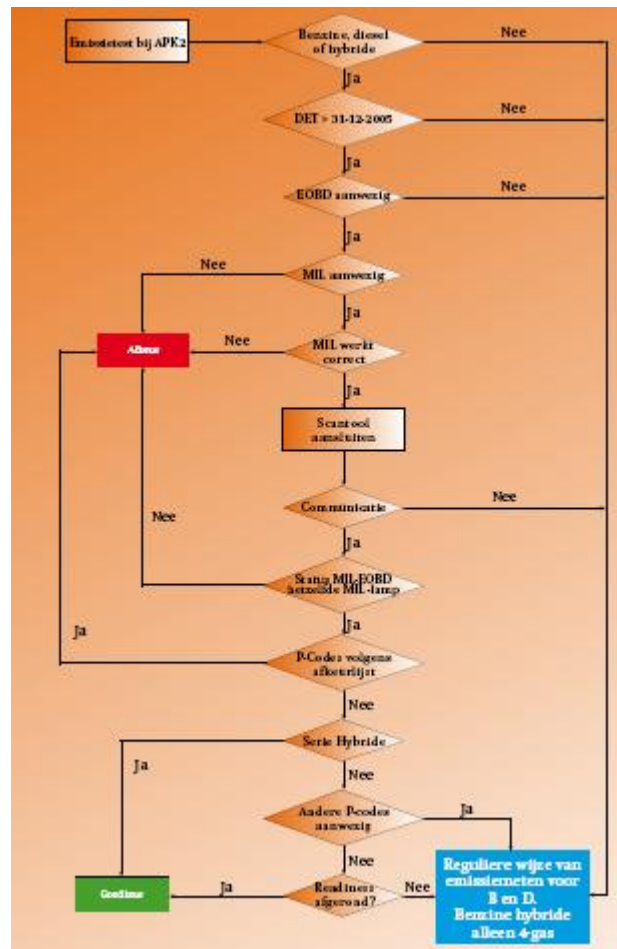 Emissietest bij APK2
Benzine, diesel
of hybride
Nee
Ja
DET > 31-12-2005
Nee
Ja
EOBD aanwezig
Nee
Ja
Nee
MIL aanwezig
Ja
Nee
MIL werkt
correct
Ja
Scantool
aansluiten
Communicatie
Nee
Ja
Nee
Status MIL-EOBD
hetzelfde MIL-lamp
Ja
Ja
P-Codes volgens
afkeurlijst
Nee
Serie Hybride
Ja
Nee
Andere P-codes
aanwezig
Ja
Nee
Readiness
afgerond?
Ja
Nee
Reguliere wijze van
emissiemeten voor
B en D.
Benzine hybride
alleen 4-gas